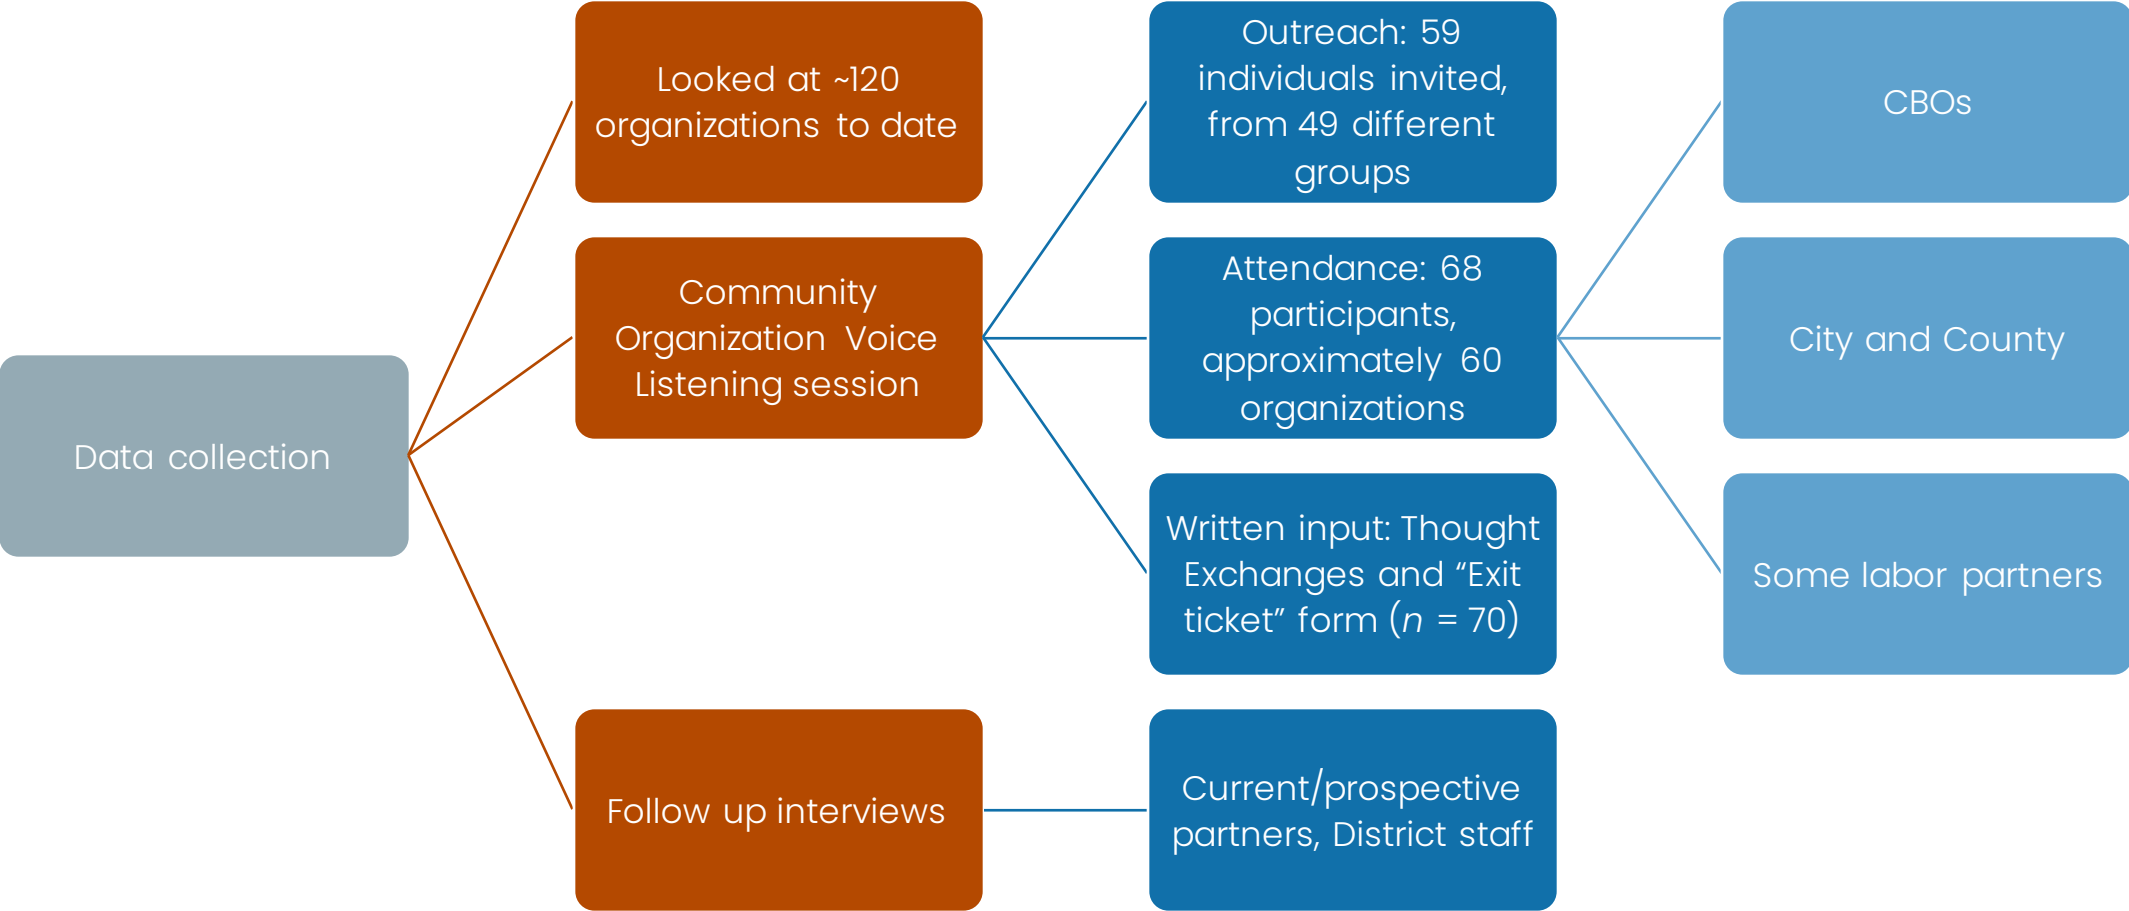 Data collection
Looked at ~120
organizations to date
Community
Organization Voice
Listening session
Follow up interviews
Outreach: 59
individuals invited,
from 49 different
groups
Attendance: 68
participants,
approximately 60
organizations
Written input: Thought
Exchanges and “Exit
ticket” form (n = 70)
Current/prospective
partners, District staff
CBOs
City and County
Some labor partners